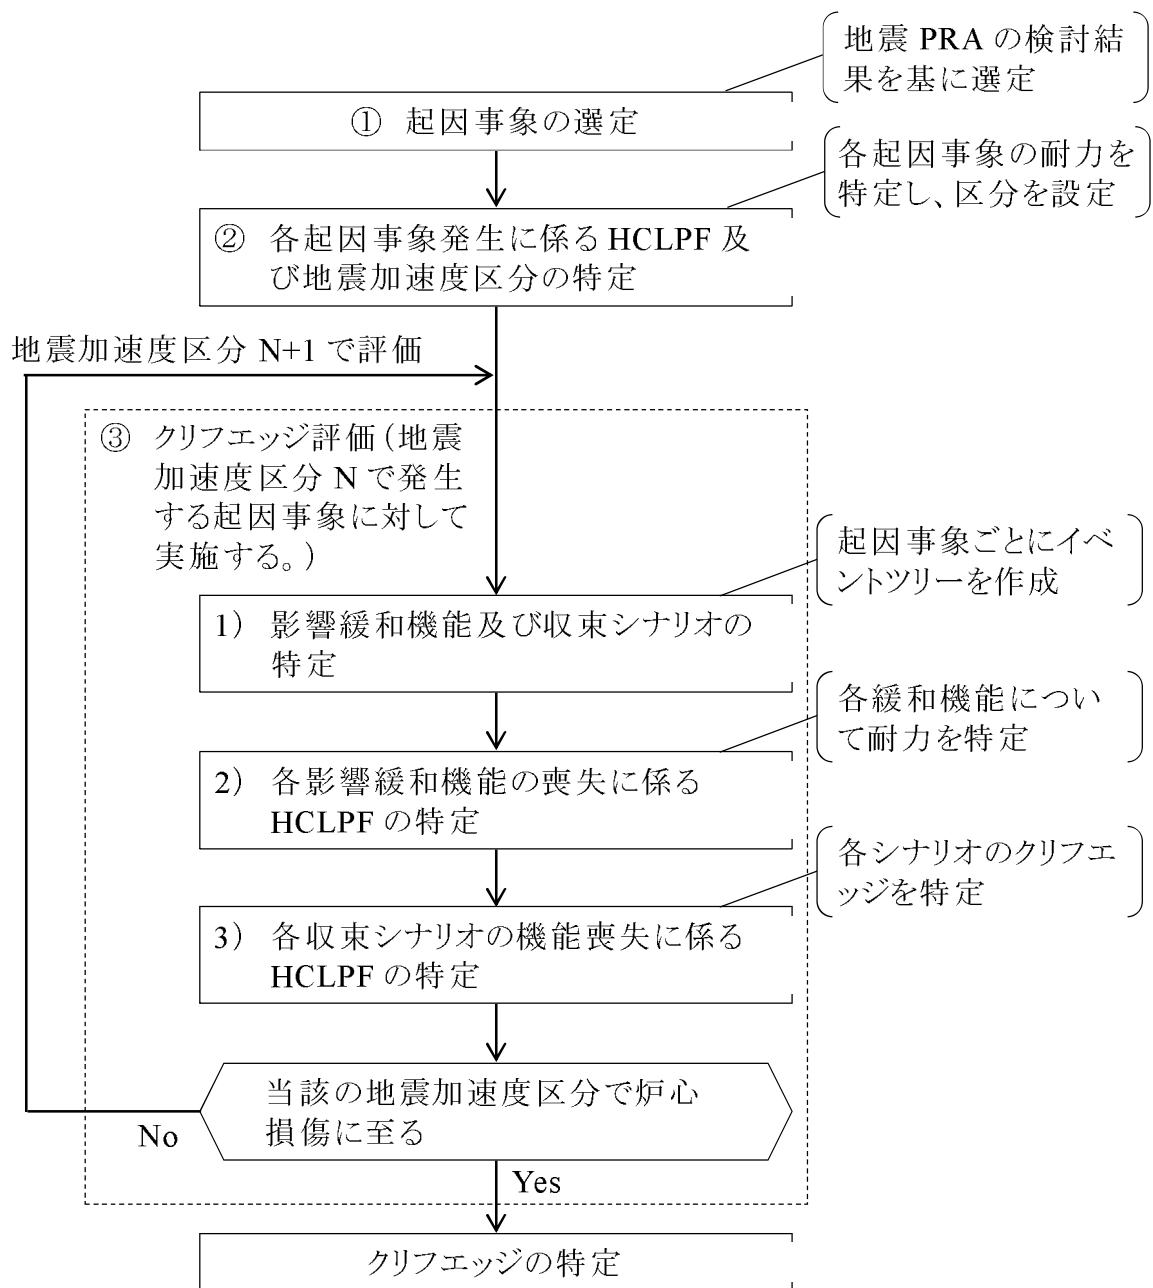 地震 PRA の検討結
果を基に選定
① 起因事象の選定
各起因事象の耐力を
特定し、区分を設定
② 各起因事象発生に係る HCLPF 及
び地震加速度区分の特定
地震加速度区分 N+1 で評価
③ クリフエッジ評価(地震
加速度区分 N で発生
する起因事象に対して
実施する。)
起因事象ごとにイベ
ントツリーを作成
1) 影響緩和機能及び収束シナリオの
特定
各緩和機能につい
て耐力を特定
2) 各影響緩和機能の喪失に係る
HCLPF の特定
各シナリオのクリフエ
ッジを特定
3) 各収束シナリオの機能喪失に係る
HCLPF の特定
当該の地震加速度区分で炉心
損傷に至る
No
Yes
クリフエッジの特定